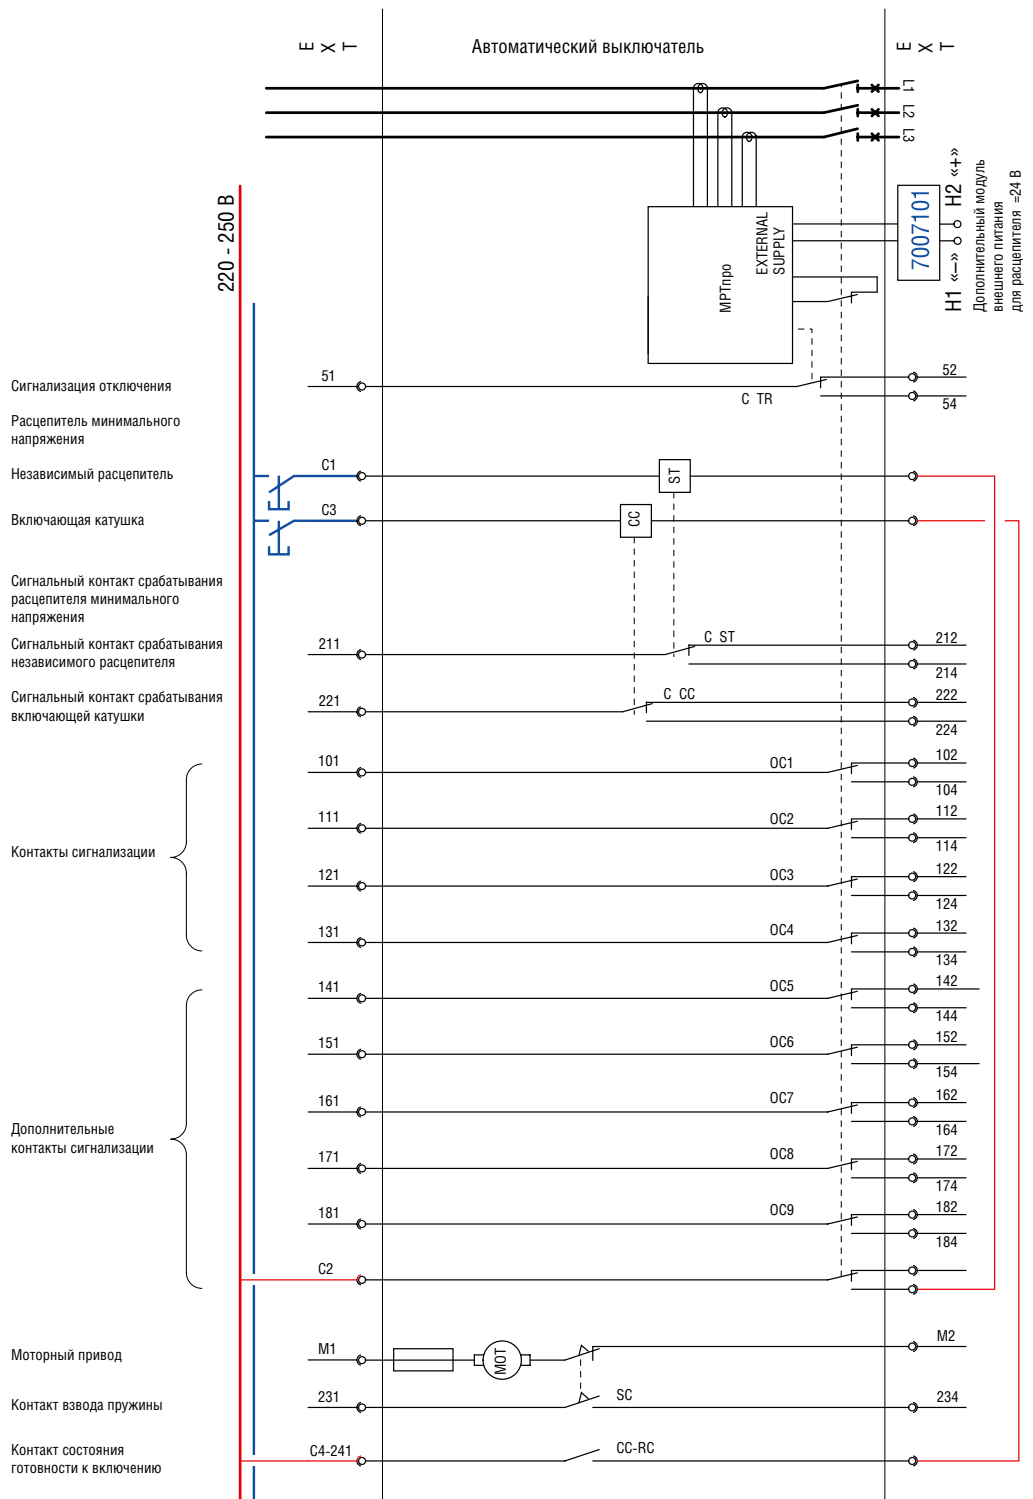 Е Х Т
Автоматический выключатель
Е Х Т
L1
L2
L3
220 - 250 В
МРТпро
EXTERNAL
SUPPLY
7007101
H1 «–» H2 «+»
Дополнительный модуль
внешнего питания
для расцепителя =24 В
Сигнализация отключения
51
C TR
52
54
Расцепитель минимального
напряжения
Независимый расцепитель
C1
ST
Включающая катушка
C3
CC
Сигнальный контакт срабатывания
расцепителя минимального
напряжения
Сигнальный контакт срабатывания
независимого расцепителя
211
C ST
212
214
Сигнальный контакт срабатывания
включающей катушки
221
C CC
222
224
Контакты сигнализации
101
OC1
102
104
111
OC2
112
114
121
OC3
122
124
131
OC4
132
134
Дополнительные
контакты сигнализации
141
OC5
142
144
151
OC6
152
154
161
OC7
162
164
171
OC8
172
174
181
OC9
182
184
C2
Моторный привод
M1
МОТ
M2
Контакт взвода пружины
231
SC
234
Контакт состояния
готовности к включению
C4-241
CC-RC